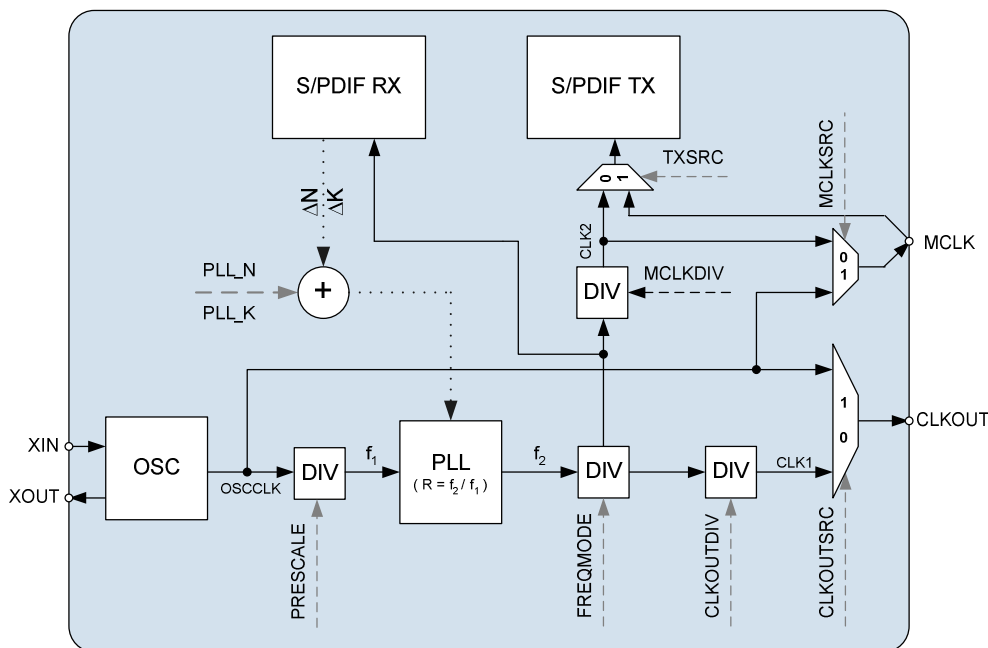 S/PDIF RX
S/PDIF TX
TXSRC
MCLKSRC
0
1
ΔN
ΔK
CLK2
MCLK
0
1
PLL_N
PLL_K
+
DIV
MCLKDIV
XIN
XOUT
OSC
OSCCLK
DIV
f1
PLL
( R = f2 / f1 )
f2
DIV
DIV
CLK1
1
0
CLKOUT
PRESCALE
FREQMODE
CLKOUTDIV
CLKOUTSRC